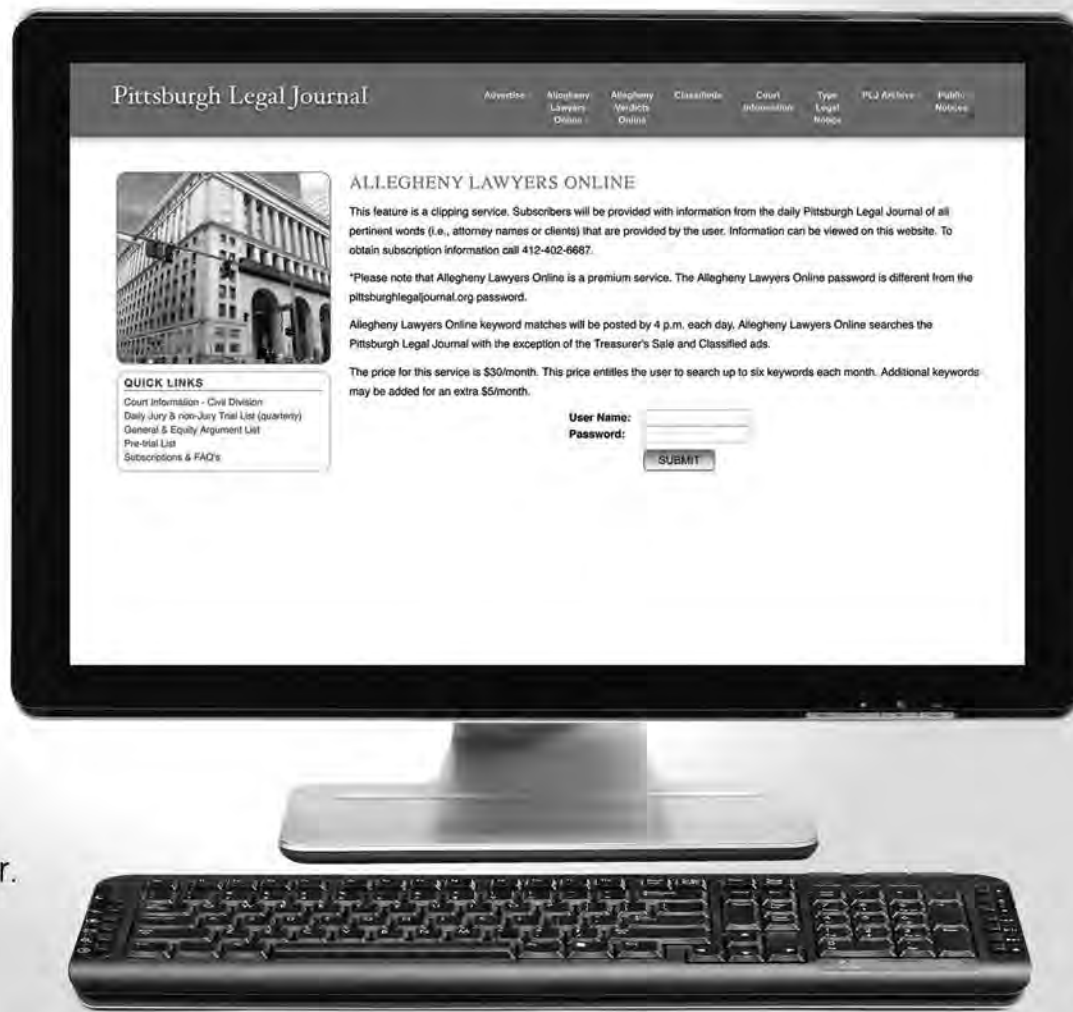 Pittsburgh Legal Journal
Advertise
Allegheny
Lawyers
Online
Allegheny
Verdicts
Online
Classifieds
Court
Information
Type
Legal
Notice
PLJ Archive
Public
Notices
ALLEGHENY LAWYERS ONLINE
This feature is a clipping service. Subscribers will be provided with information from the daily Pittsburgh Legal Journal of all
pertinent words (i.e., attorney names or clients) that are provided by the user. Information can be viewed on this website. To
obtain subscription information call 412-402-6687.
*Please note that Allegheny Lawyers Online is a premium service. The Allegheny Lawyers Online password is different from the
pittsburghlegaljournal.org password.
Allegheny Lawyers Online keyword matches will be posted by 4 p.m. each day. Allegheny Lawyers Online searches the
Pittsburgh Legal Journal with the exception of the Treasurer's Sale and Classified ads.
The price for this service is $30/month. This price entitles the user to search up to six keywords each month. Additional keywords
may be added for an extra $5/month.
User Name:
Password:
SUBMIT
QUICK LINKS
Court Information - Civil Division
Daily Jury & non-Jury Trial List (quarterly)
General & Equity Argument List
Pre-trial List
Subscriptions & FAQ's
r.